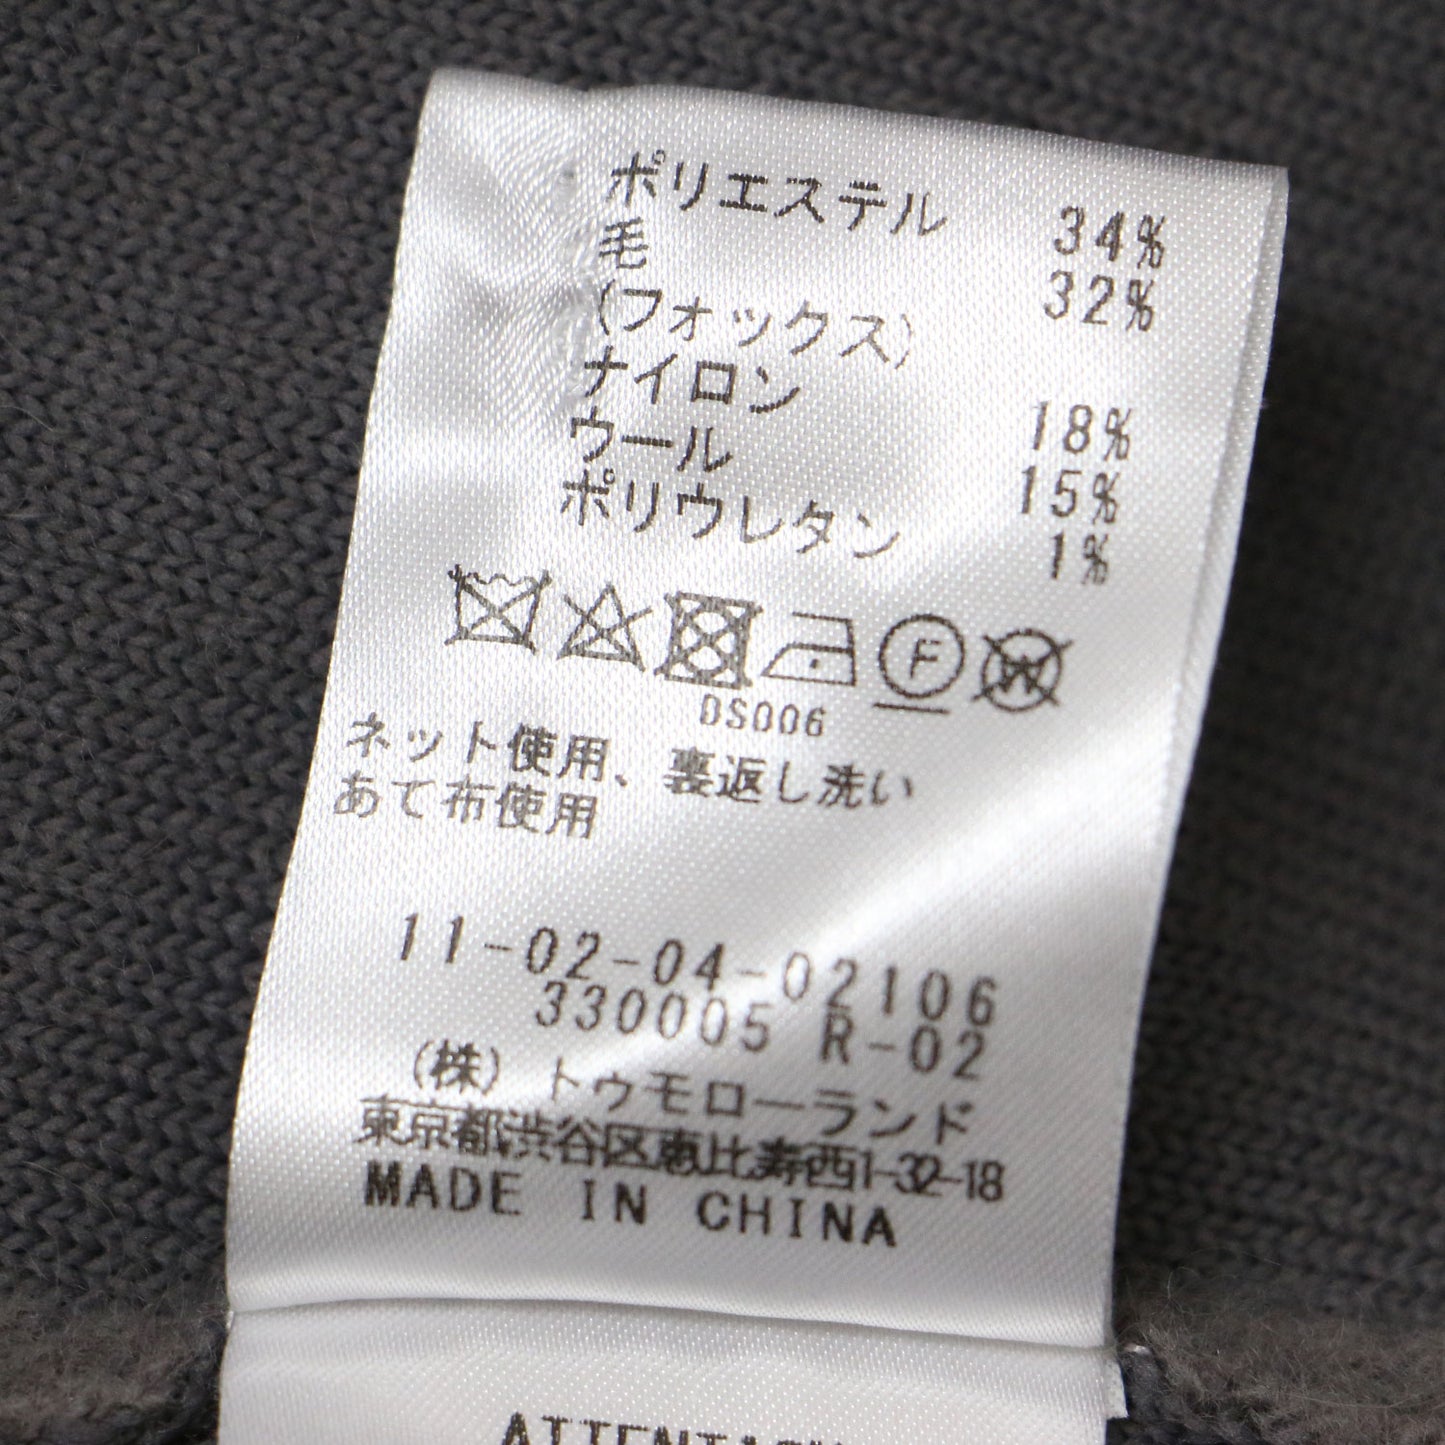 ポリエステル 34%
毛 32%
(フォックス)
ナイロン 18%
ウール 15%
ポリウレタン 1%
F W
DS006
ネット使用、裏返し洗い
あて布使用
11-02-04-02106
330005 R-02
(株)トゥモローランド
東京都渋谷区恵比寿西1-32-18
MADE IN CHINA